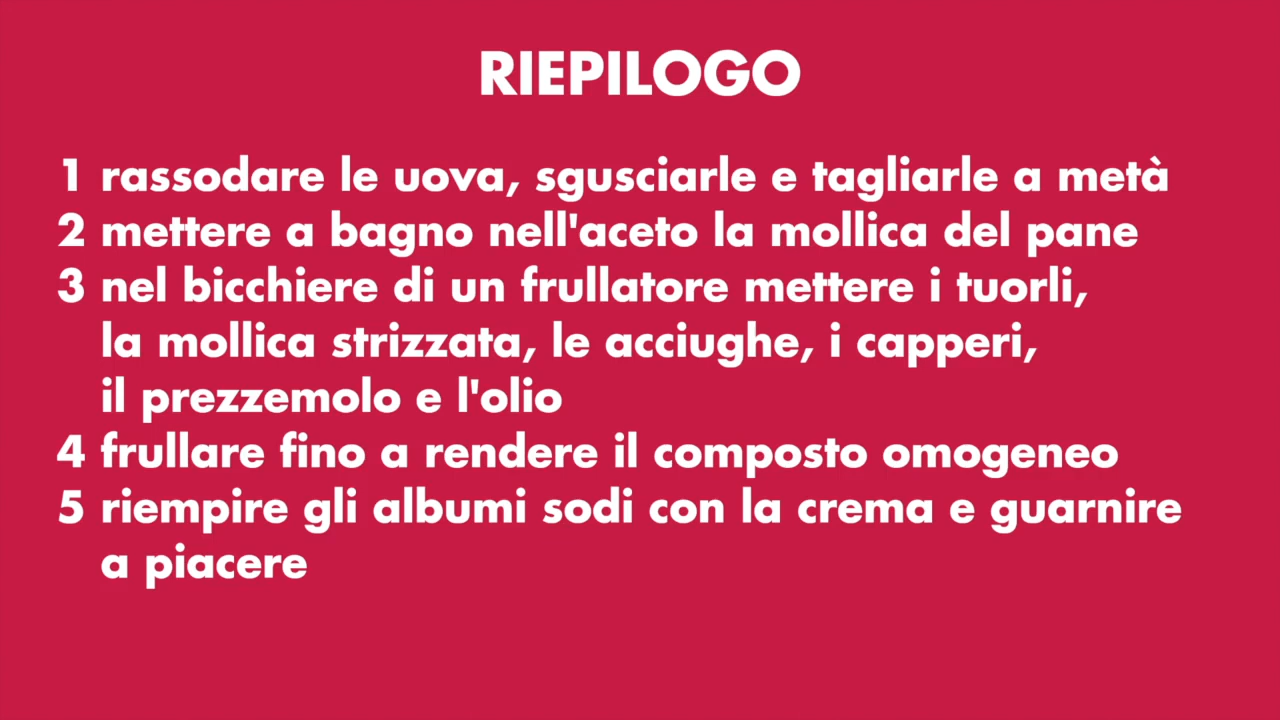 RIEPILOGO
1 rassodare le uova, sgusciarle e tagliarle a metà
2 mettere a bagno nell'aceto la mollica del pane
3 nel bicchiere di un frullatore mettere i tuorli,
la mollica strizzata, le acciughe, i capperi,
il prezzemolo e l'olio
4 frullare fino a rendere il composto omogeneo
5 riempire gli albumi sodi con la crema e guarnire
a piacere